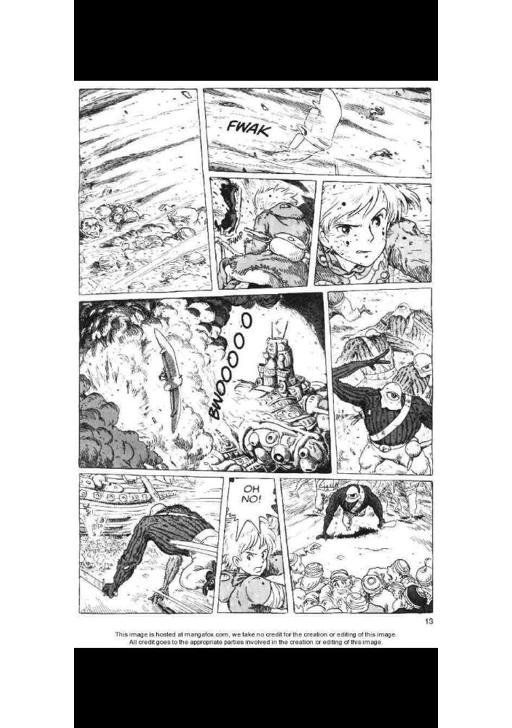 FWAK
THMP
BWOOOOO
OH
NO!
13
This image is hosted at mangafox.com, we take no credit for the creation or editing of this image.
All credit goes to the appropriate parties involved in the creation or editing of this image.